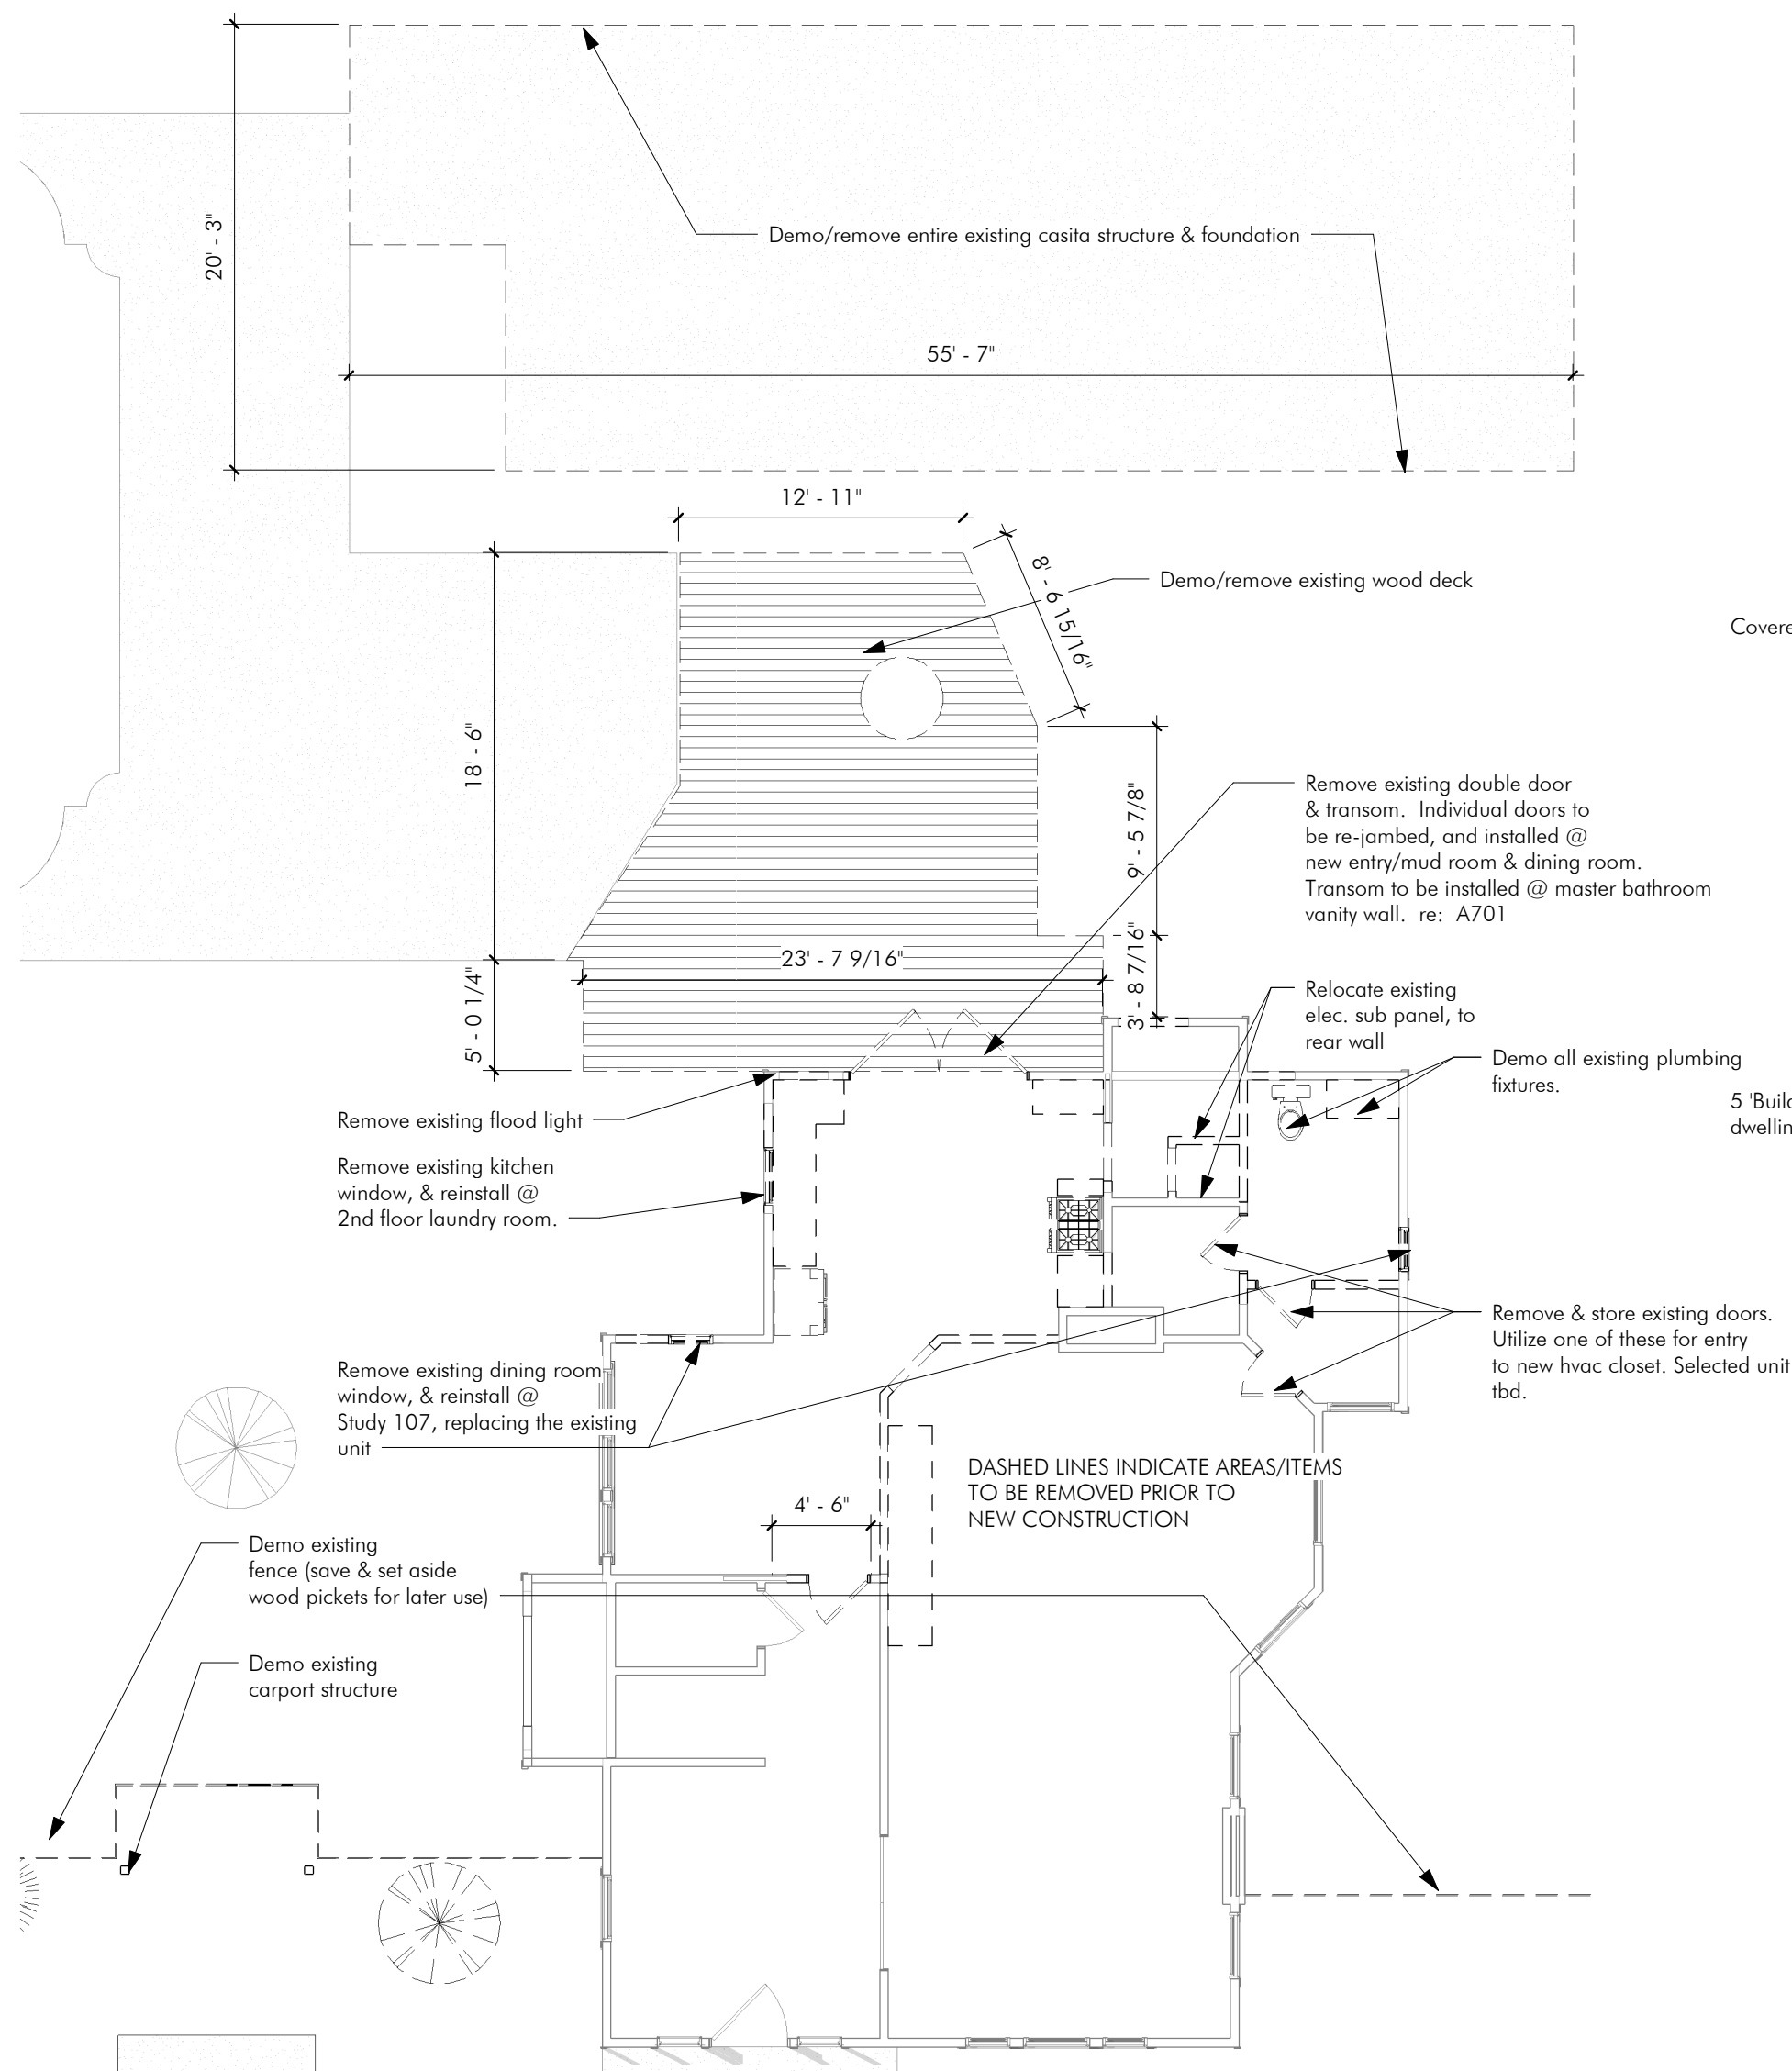 20' - 3"
Demo/remove entire existing casita structure & foundation
55' - 7"
12' - 11"
8' - 6 15/16"
Demo/remove existing wood deck
Covere
18' - 6"
9' - 5 7/8"
Remove existing double door
& transom. Individual doors to
be re-jambed, and installed @
new entry/mud room & dining room.
Transom to be installed @ master bathroom
vanity wall. re: A701
23' - 7 9/16"
3' - 8 7/16"
5' - 0 1/4"
Relocate existing
elec. sub panel, to
rear wall
Demo all existing plumbing
fixtures.
5 'Builc
dwellin
Remove existing flood light
Remove existing kitchen
window, & reinstall @
2nd floor laundry room.
Remove & store existing doors.
Utilize one of these for entry
to new hvac closet. Selected unit
tbd.
Remove existing dining room
window, & reinstall @
Study 107, replacing the existing
unit
DASHED LINES INDICATE AREAS/ITEMS
TO BE REMOVED PRIOR TO
NEW CONSTRUCTION
4' - 6"
Demo existing
fence (save & set aside
wood pickets for later use)
Demo existing
carport structure